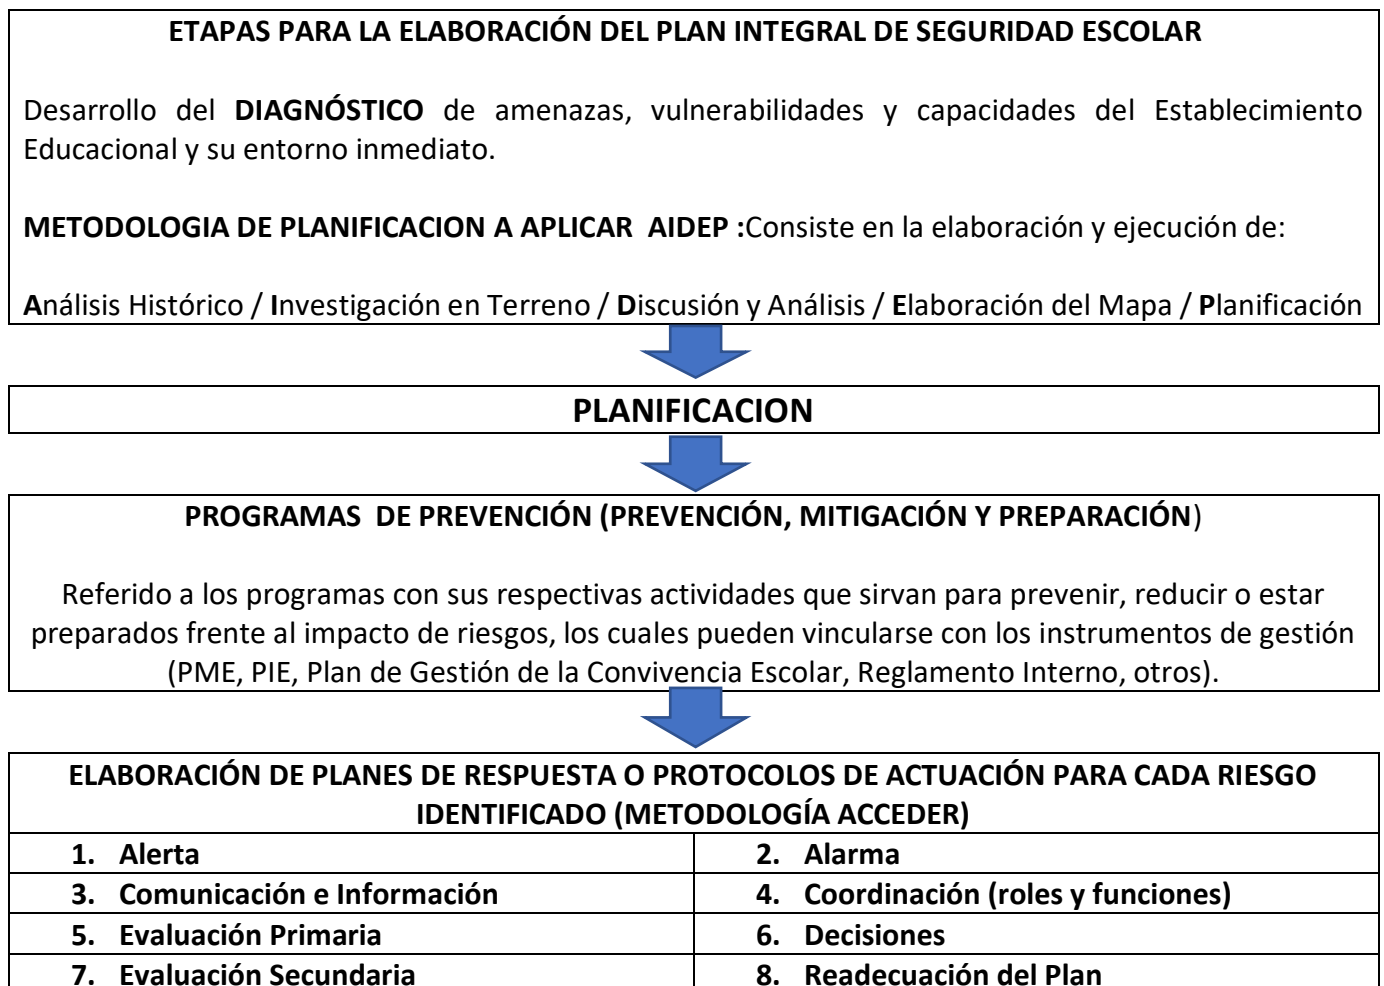 ETAPAS PARA LA ELABORACIÓN DEL PLAN INTEGRAL DE SEGURIDAD ESCOLAR
Desarrollo del DIAGNÓSTICO de amenazas, vulnerabilidades y capacidades del Establecimiento
Educacional y su entorno inmediato.
METODOLOGIA DE PLANIFICACION A APLICAR  AIDEP :Consiste en la elaboración y ejecución de:
Análisis Histórico / Investigación en Terreno / Discusión y Análisis / Elaboración del Mapa / Planificación
PLANIFICACION
PROGRAMAS  DE PREVENCIÓN (PREVENCIÓN, MITIGACIÓN Y PREPARACIÓN)
Referido a los programas con sus respectivas actividades que sirvan para prevenir, reducir o estar
preparados frente al impacto de riesgos, los cuales pueden vincularse con los instrumentos de gestión
(PME, PIE, Plan de Gestión de la Convivencia Escolar, Reglamento Interno, otros).
ELABORACIÓN DE PLANES DE RESPUESTA O PROTOCOLOS DE ACTUACIÓN PARA CADA RIESGO
IDENTIFICADO (METODOLOGÍA ACCEDER)
1. Alerta
2. Alarma
3. Comunicación e Información
4. Coordinación (roles y funciones)
5. Evaluación Primaria
6. Decisiones
7. Evaluación Secundaria
8. Readecuación del Plan